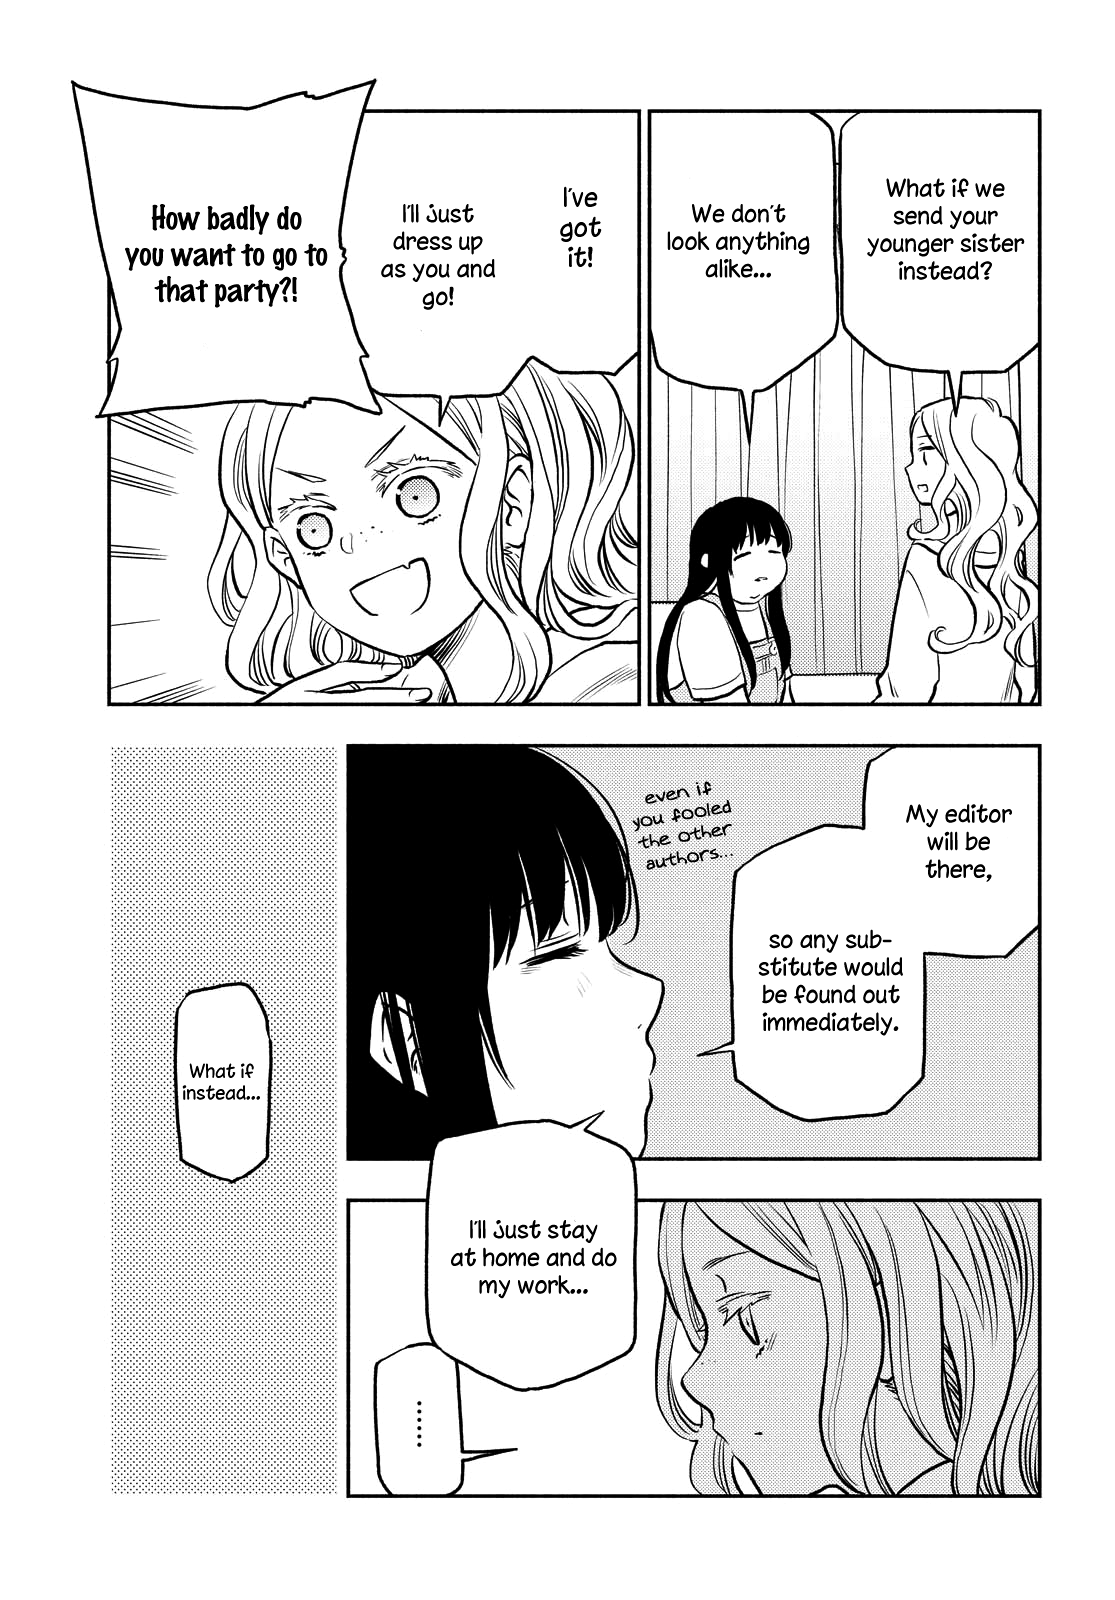 What if we
send your
younger sister
instead?
We don't
look anything
alike...
I've
got
it!
I'll just
dress up
as you and
go!
How badly do
you want to go to
that party?!
My editor
will be
there,
so any sub-
stitute would
be found out
immediately.
even if
you fooled
the other
authors...
I'll just stay
at home and do
my work...
......
What if
instead...